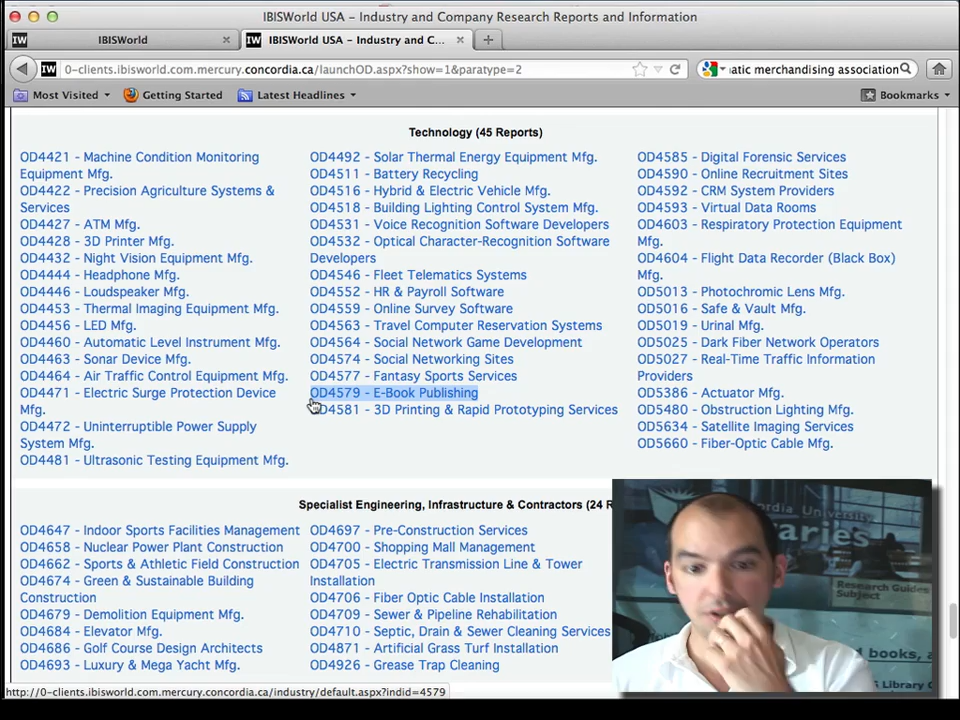 IBISWorld USA – Industry and Company Research Reports and Information
IW IBISWorld
IW IBISWorld USA – Industry and C...
IW 0-clients.ibisworld.com.mercury.concordia.ca/launchOD.aspx?show=1&paratype=2
atic merchandising association
Most Visited
Getting Started
Latest Headlines
Bookmarks
Technology (45 Reports)
OD4421 - Machine Condition Monitoring
Equipment Mfg.
OD4422 - Precision Agriculture Systems &
Services
OD4427 - ATM Mfg.
OD4428 - 3D Printer Mfg.
OD4432 - Night Vision Equipment Mfg.
OD4444 - Headphone Mfg.
OD4446 - Loudspeaker Mfg.
OD4453 - Thermal Imaging Equipment Mfg.
OD4456 - LED Mfg.
OD4460 - Automatic Level Instrument Mfg.
OD4463 - Sonar Device Mfg.
OD4464 - Air Traffic Control Equipment Mfg.
OD4471 - Electric Surge Protection Device
Mfg.
OD4472 - Uninterruptible Power Supply
System Mfg.
OD4481 - Ultrasonic Testing Equipment Mfg.
OD4492 - Solar Thermal Energy Equipment Mfg.
OD4511 - Battery Recycling
OD4516 - Hybrid & Electric Vehicle Mfg.
OD4518 - Building Lighting Control System Mfg.
OD4531 - Voice Recognition Software Developers
OD4532 - Optical Character-Recognition Software
Developers
OD4546 - Fleet Telematics Systems
OD4552 - HR & Payroll Software
OD4559 - Online Survey Software
OD4563 - Travel Computer Reservation Systems
OD4564 - Social Network Game Development
OD4574 - Social Networking Sites
OD4577 - Fantasy Sports Services
OD4579 - E-Book Publishing
OD4581 - 3D Printing & Rapid Prototyping Services
OD4585 - Digital Forensic Services
OD4590 - Online Recruitment Sites
OD4592 - CRM System Providers
OD4593 - Virtual Data Rooms
OD4603 - Respiratory Protection Equipment
Mfg.
OD4604 - Flight Data Recorder (Black Box)
Mfg.
OD5013 - Photochromic Lens Mfg.
OD5016 - Safe & Vault Mfg.
OD5019 - Urinal Mfg.
OD5025 - Dark Fiber Network Operators
OD5027 - Real-Time Traffic Information
Providers
OD5386 - Actuator Mfg.
OD5480 - Obstruction Lighting Mfg.
OD5634 - Satellite Imaging Services
OD5660 - Fiber-Optic Cable Mfg.
Specialist Engineering, Infrastructure & Contractors (24 R
OD4647 - Indoor Sports Facilities Management
OD4658 - Nuclear Power Plant Construction
OD4662 - Sports & Athletic Field Construction
OD4674 - Green & Sustainable Building
Construction
OD4679 - Demolition Equipment Mfg.
OD4684 - Elevator Mfg.
OD4686 - Golf Course Design Architects
OD4693 - Luxury & Mega Yacht Mfg.
OD4697 - Pre-Construction Services
OD4700 - Shopping Mall Management
OD4705 - Electric Transmission Line & Tower
Installation
OD4706 - Fiber Optic Cable Installation
OD4709 - Sewer & Pipeline Rehabilitation
OD4710 - Septic, Drain & Sewer Cleaning Services
OD4871 - Artificial Grass Turf Installation
OD4926 - Grease Trap Cleaning
ordia University
raries
Research Guides
Subject
books,
Library
http://0-clients.ibisworld.com.mercury.concordia.ca/industry/default.aspx?indid=4579